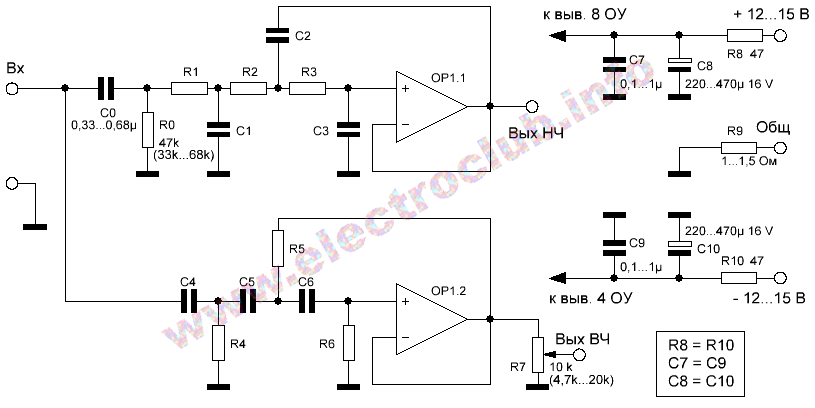 к выв. 8 ОУ
+ 12...15 В
R8 47
C7
0,1...1µ
C8
220...470µ 16 V
Вх
C0
0,33...0,68µ
R0
47k
(33k...68k)
R1
C1
R2
C2
R3
C3
+
−
OP1.1
Вых НЧ
Общ
R9
1...1,5 Ом
www.electroclub.info
C4
R4
C5
R5
C6
R6
+
−
OP1.2
R7
10 k
(4,7k...20k)
Вых ВЧ
C9
0,1...1µ
220...470µ 16 V
C10
R10 47
к выв. 4 ОУ
- 12...15 В
R8 = R10
C7 = C9
C8 = C10